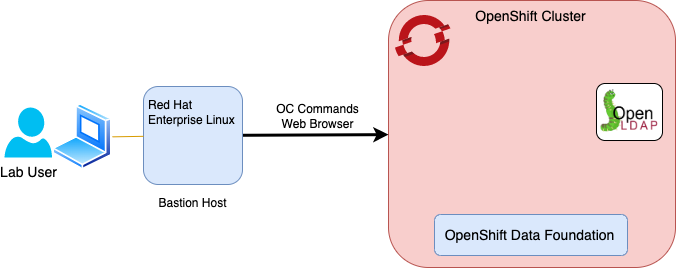 OpenShift Cluster
Red Hat
Enterprise Linux
OC Commands
Web Browser
Open
LDAP
Lab User
Bastion Host
OpenShift Data Foundation